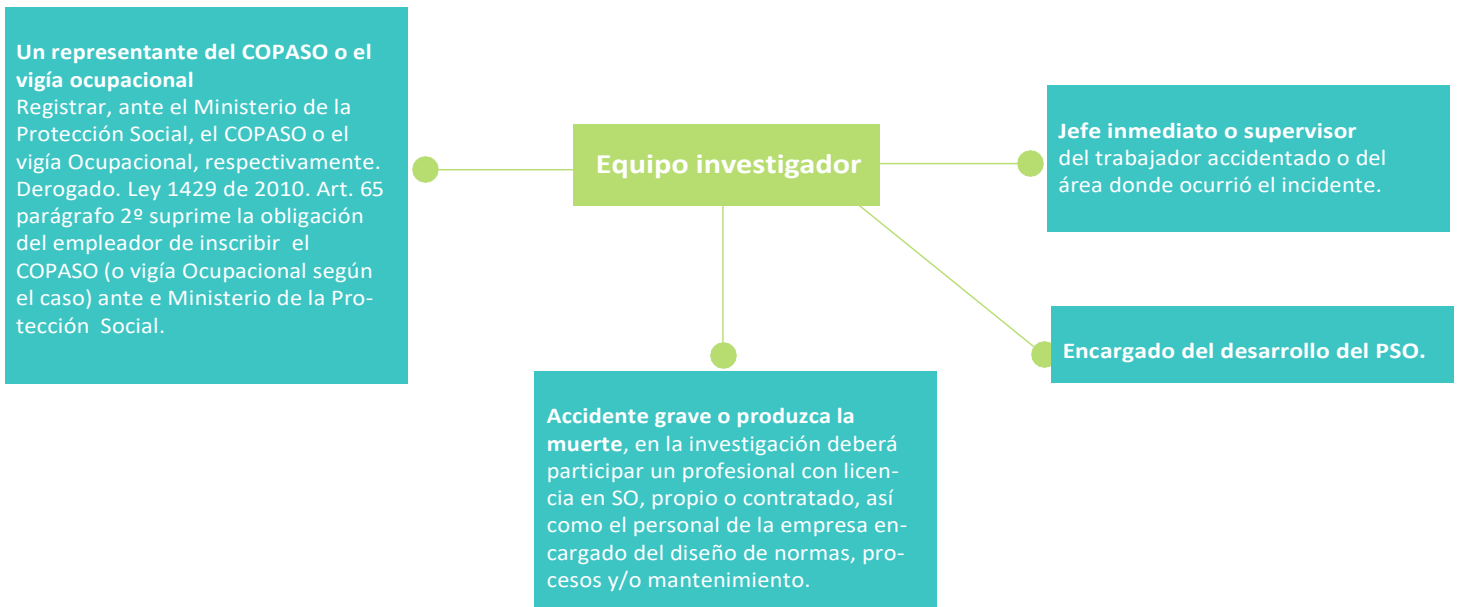 Un representante del COPASO o el
vigía ocupacional
Registrar, ante el Ministerio de la
Protección Social, el COPASO o el
vigía Ocupacional, respectivamente.
Derogado. Ley 1429 de 2010. Art. 65
parágrafo 2º suprime la obligación
del empleador de inscribir el
COPASO (o vigía Ocupacional según
el caso) ante e Ministerio de la Pro-
tección Social.
Equipo investigador
Jefe inmediato o supervisor
del trabajador accidentado o del
área donde ocurrió el incidente.
Encargado del desarrollo del PSO.
Accidente grave o produzca la
muerte, en la investigación deberá
participar un profesional con licen-
cia en SO, propio o contratado, así
como el personal de la empresa en-
cargado del diseño de normas, pro-
cesos y/o mantenimiento.